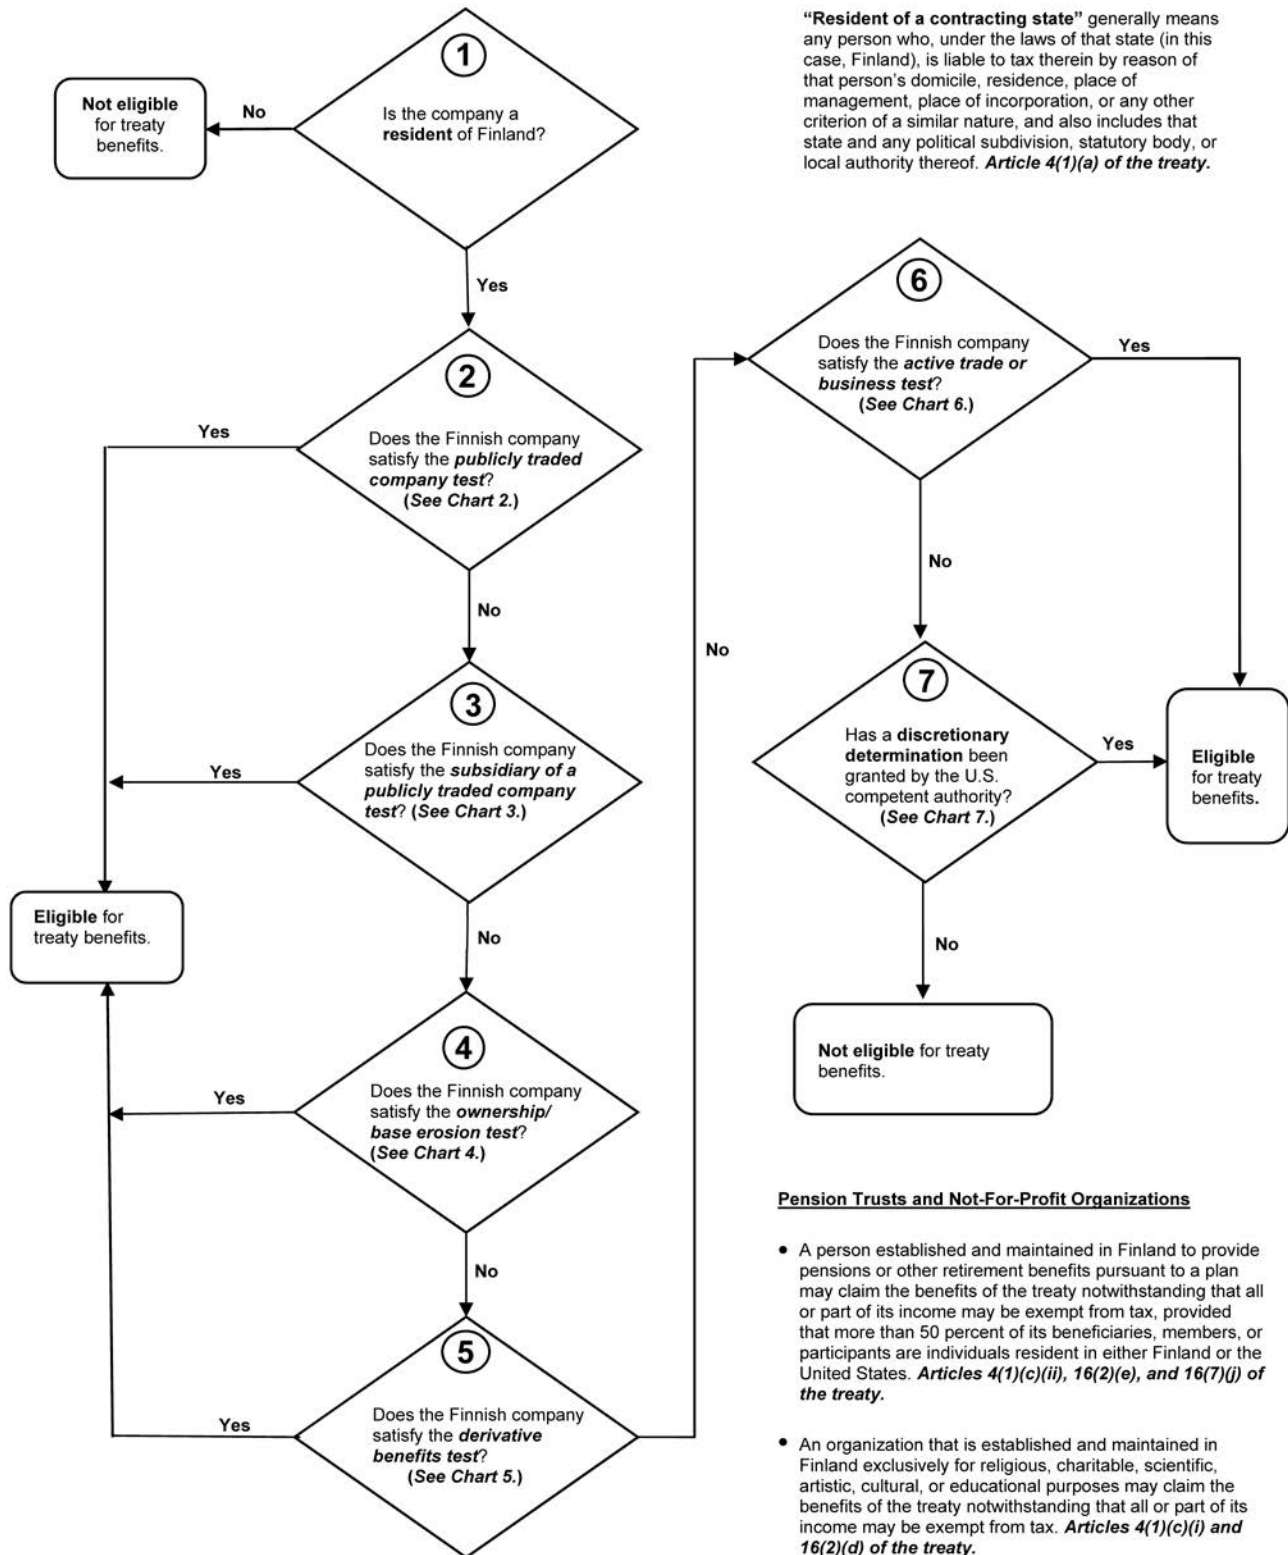 1
Is the company a
resident of Finland?
No
Not eligible
for treaty
benefits.
Yes
2
Does the Finnish company
satisfy the publicly traded
company test?
(See Chart 2.)
Yes
No
3
Does the Finnish company
satisfy the subsidiary of a
publicly traded company
test? (See Chart 3.)
Yes
Eligible for
treaty benefits.
No
4
Does the Finnish company
satisfy the ownership/
base erosion test?
(See Chart 4.)
Yes
No
5
Does the Finnish company
satisfy the derivative
benefits test?
(See Chart 5.)
Yes
No
“Resident of a contracting state” generally means
any person who, under the laws of that state (in this
case, Finland), is liable to tax therein by reason of
that person’s domicile, residence, place of
management, place of incorporation, or any other
criterion of a similar nature, and also includes that
state and any political subdivision, statutory body, or
local authority thereof. Article 4(1)(a) of the treaty.
6
Does the Finnish company
satisfy the active trade or
business test?
(See Chart 6.)
Yes
No
7
Has a discretionary
determination been
granted by the U.S.
competent authority?
(See Chart 7.)
Yes
Eligible
for treaty
benefits.
No
Not eligible for treaty
benefits.
Pension Trusts and Not-For-Profit Organizations
• A person established and maintained in Finland to provide
pensions or other retirement benefits pursuant to a plan
may claim the benefits of the treaty notwithstanding that all
or part of its income may be exempt from tax, provided
that more than 50 percent of its beneficiaries, members, or
participants are individuals resident in either Finland or the
United States. Articles 4(1)(c)(ii), 16(2)(e), and 16(7)(j) of
the treaty.
• An organization that is established and maintained in
Finland exclusively for religious, charitable, scientific,
artistic, cultural, or educational purposes may claim the
benefits of the treaty notwithstanding that all or part of its
income may be exempt from tax. Articles 4(1)(c)(i) and
16(2)(d) of the treaty.